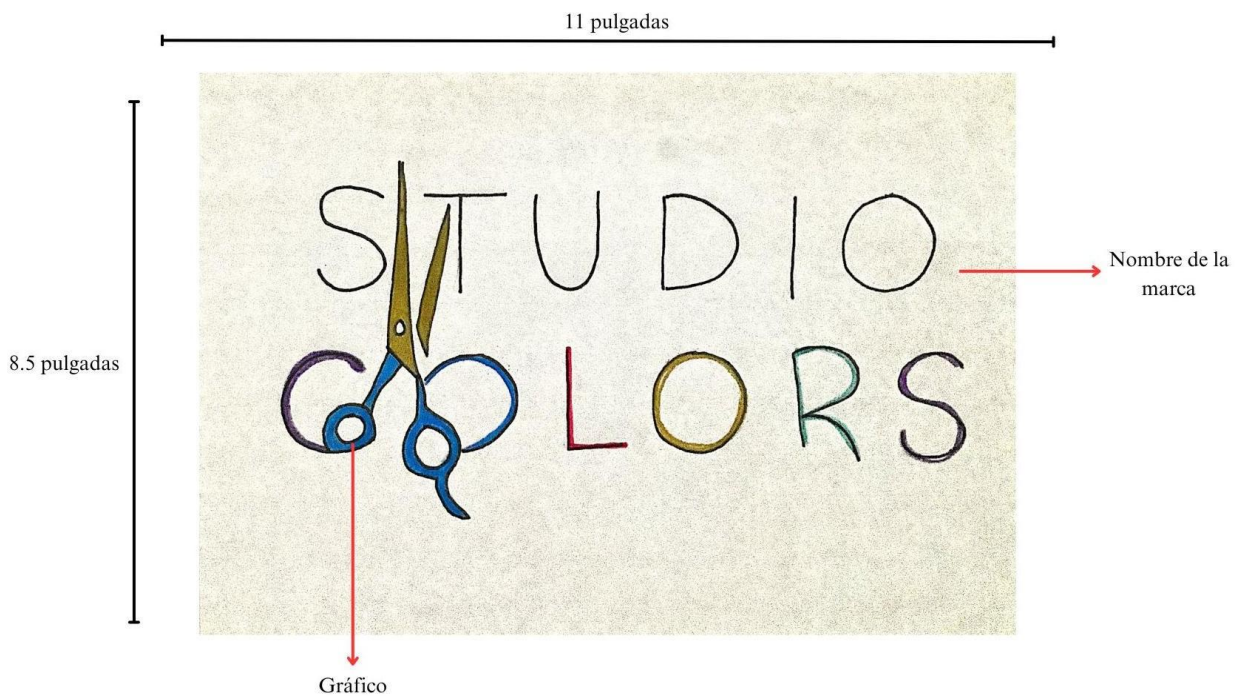 11 pulgadas
STUDIO
Nombre de la
marca
8.5 pulgadas
COLORS
Gráfico